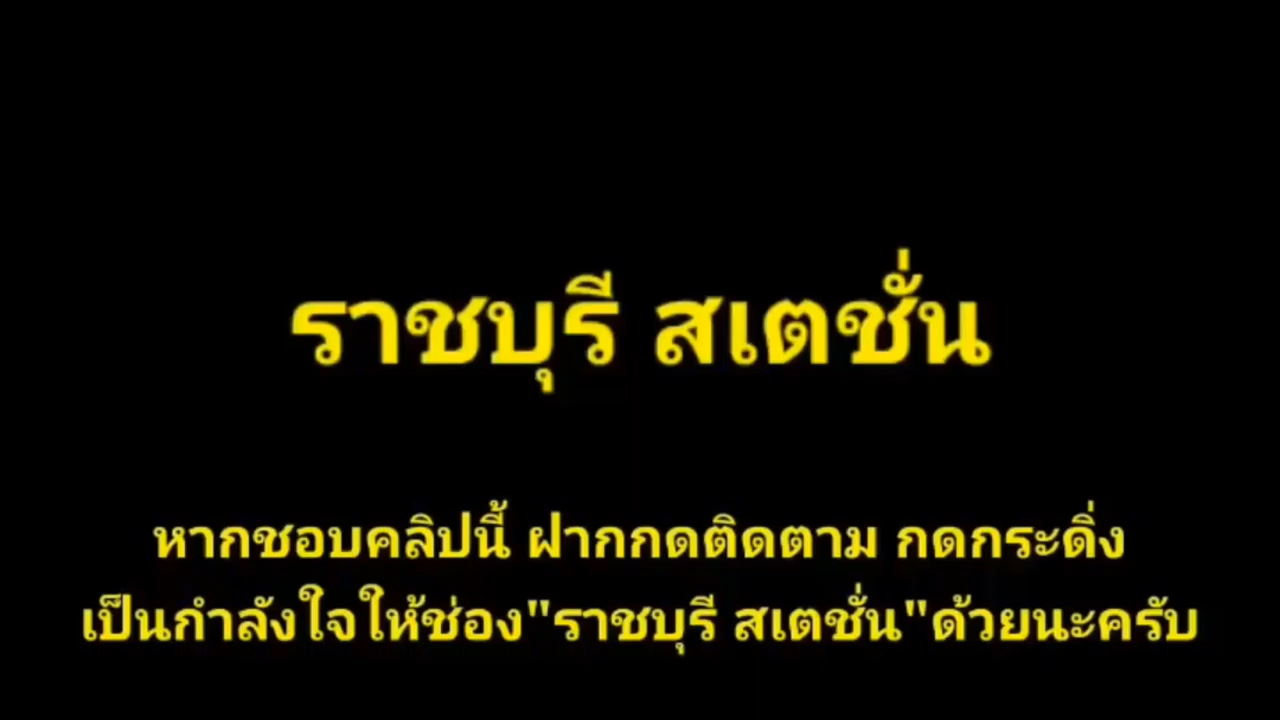 ราชบุรี สเตชั่น
หากชอบคลิปนี้ ฝากกดติดตาม กดกระดิ่ง
เป็นกำลังใจให้ช่อง"ราชบุรี สเตชั่น"ด้วยนะครับ